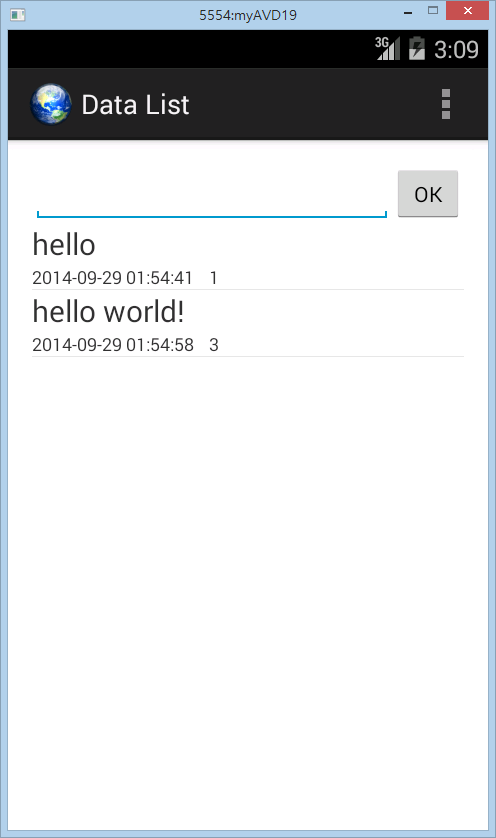 5554:myAVD19
3G 3:09
Data List
OK
hello
2014-09-29 01:54:41 1
hello world!
2014-09-29 01:54:58 3